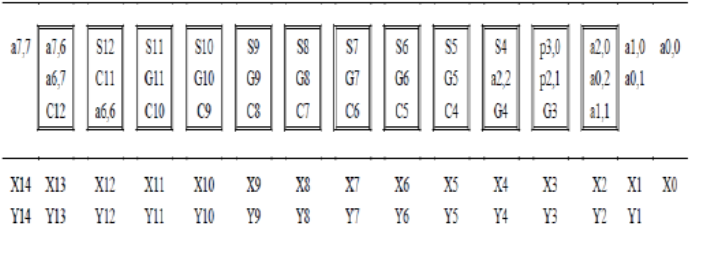 a7,7 a7,6 S12 S11 S10 S9 S8 S7 S6 S5 S4 p3,0 a2,0 a1,0 a0,0
a6,7 C11 G11 G10 G9 G8 G7 G6 G5 a2,2 p2,1 a0,2 a0,1
C12 a6,6 C10 C9 C8 C7 C6 C5 C4 G4 G3 a1,1
X14 X13 X12 X11 X10 X9 X8 X7 X6 X5 X4 X3 X2 X1 X0
Y14 Y13 Y12 Y11 Y10 Y9 Y8 Y7 Y6 Y5 Y4 Y3 Y2 Y1